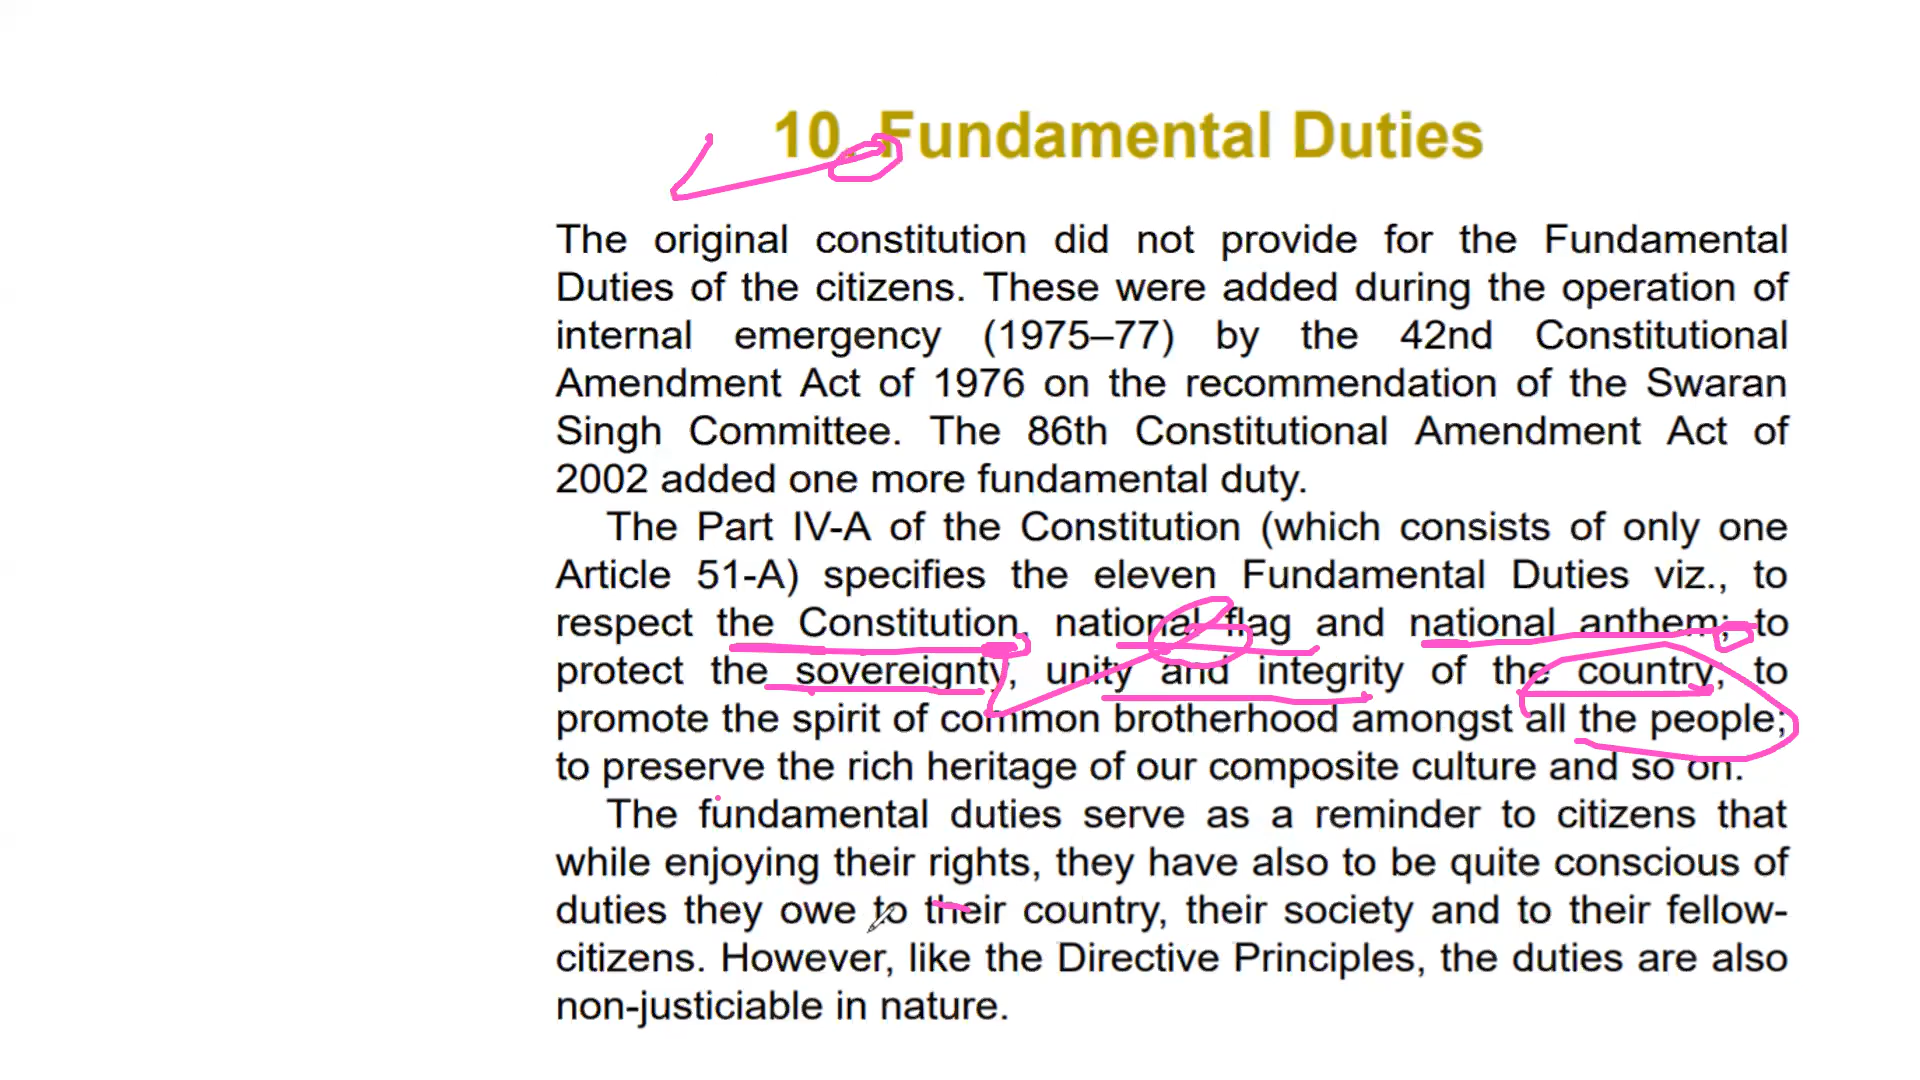 10. Fundamental Duties
The original constitution did not provide for the Fundamental
Duties of the citizens. These were added during the operation of
internal emergency (1975–77) by the 42nd Constitutional
Amendment Act of 1976 on the recommendation of the Swaran
Singh Committee. The 86th Constitutional Amendment Act of
2002 added one more fundamental duty.
The Part IV-A of the Constitution (which consists of only one
Article 51-A) specifies the eleven Fundamental Duties viz., to
respect the Constitution, national flag and national anthem; to
protect the sovereignty, unity and integrity of the country; to
promote the spirit of common brotherhood amongst all the people;
to preserve the rich heritage of our composite culture and so on.
The fundamental duties serve as a reminder to citizens that
while enjoying their rights, they have also to be quite conscious of
duties they owe to their country, their society and to their fellow-
citizens. However, like the Directive Principles, the duties are also
non-justiciable in nature.